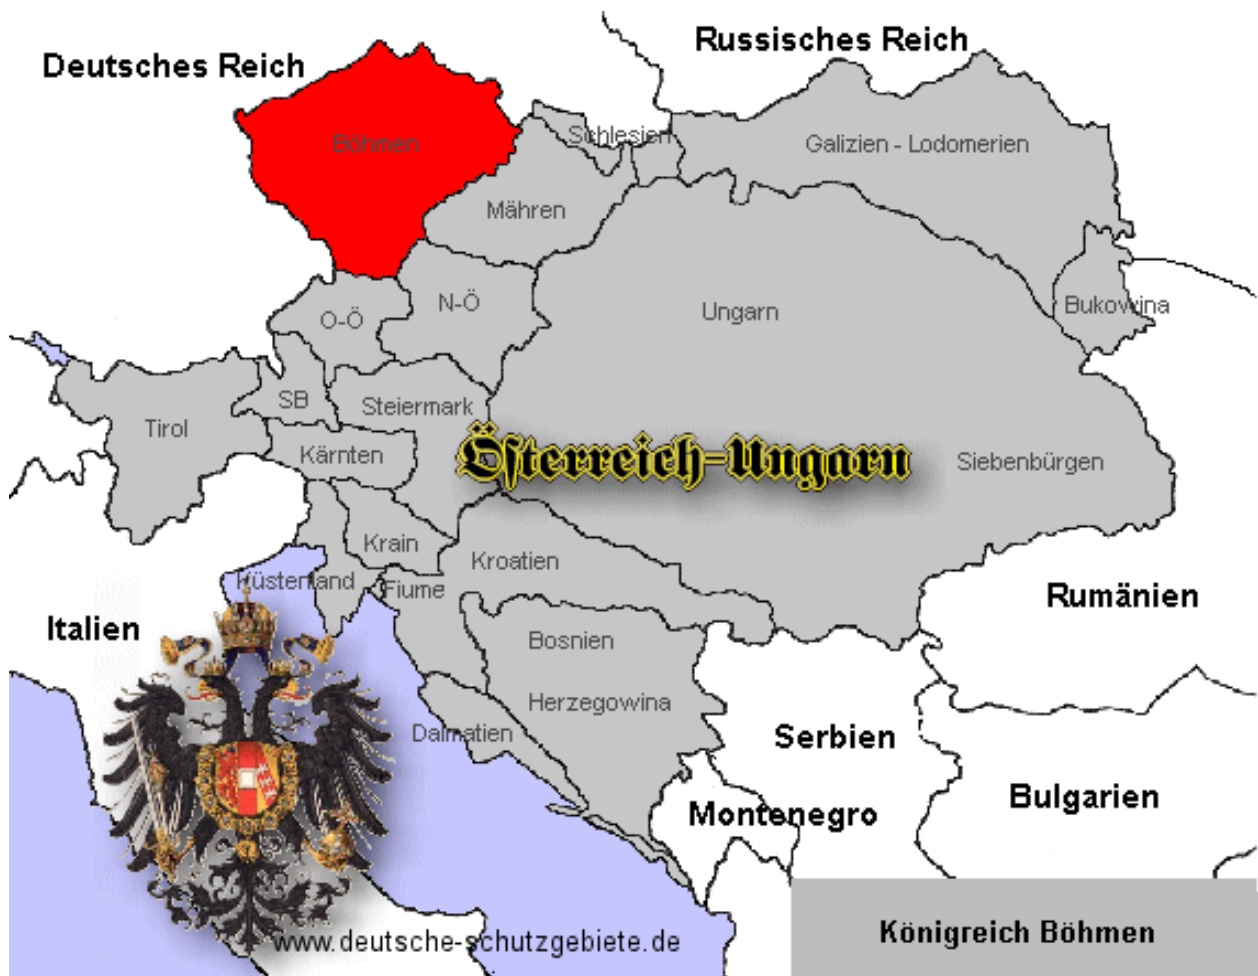 Russisches Reich
Deutsches Reich
Böhmen
Schlesien
Galizien - Lodomerien
Mähren
N-Ö
O-Ö
Ungarn
Bukowina
SB
Steiermark
Tirol
Kärnten
Österreich-Ungarn
Siebenbürgen
Krain
Kroatien
Küstenland
Fiume
Rumänien
Italien
Bosnien
Herzegowina
Dalmatien
Serbien
Bulgarien
Montenegro
www.deutsche-schutzgebiete.de
Königreich Böhmen